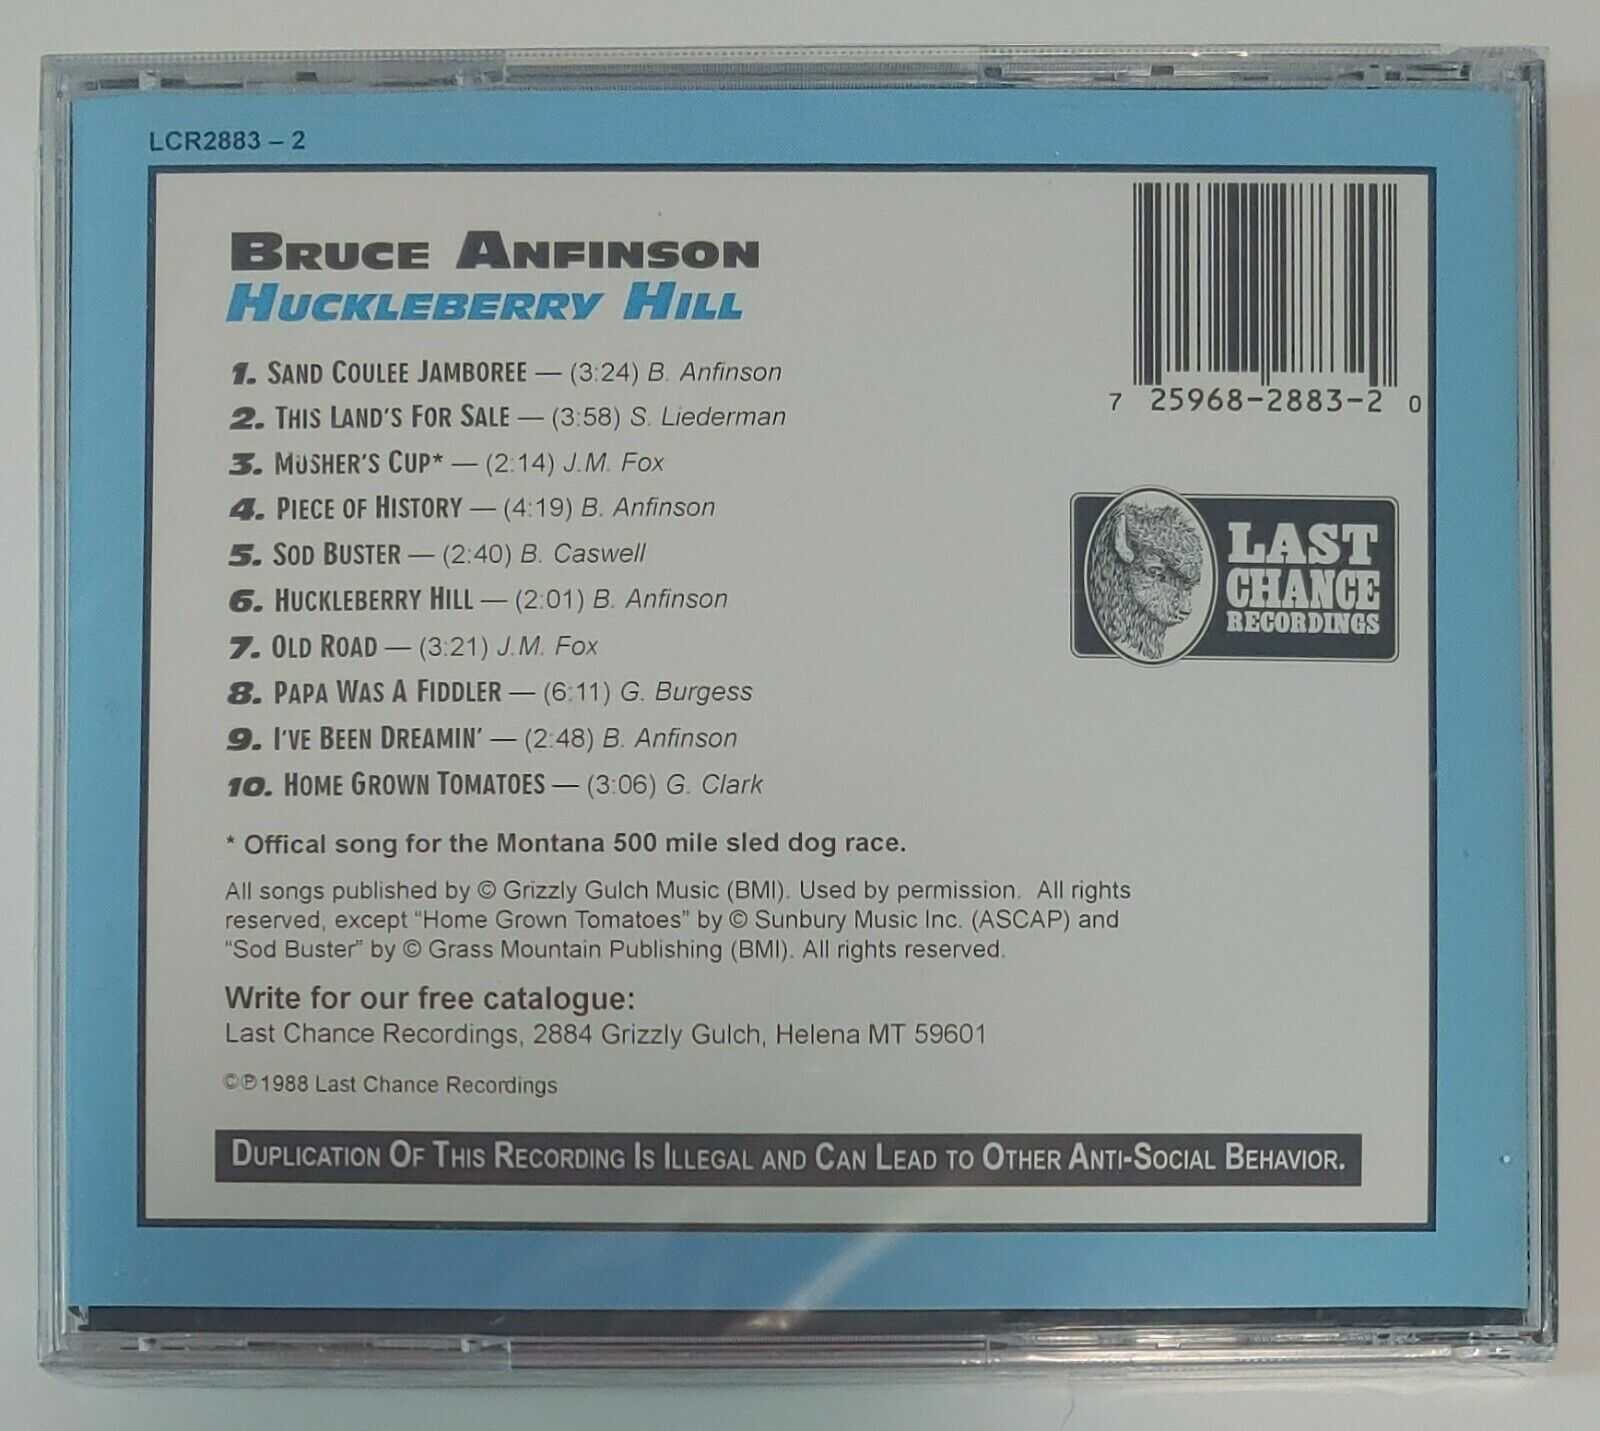 LCR2883 – 2
BRUCE ANFINSON
HUCKLEBERRY HILL
1. SAND COULEE JAMBOREE — (3:24) B. Anfinson
2. THIS LAND'S FOR SALE — (3:58) S. Liederman
3. MUSHER'S CUP* — (2:14) J.M. Fox
4. PIECE OF HISTORY — (4:19) B. Anfinson
5. SOD BUSTER — (2:40) B. Caswell
6. HUCKLEBERRY HILL — (2:01) B. Anfinson
7. OLD ROAD — (3:21) J.M. Fox
8. PAPA WAS A FIDDLER — (6:11) G. Burgess
9. I'VE BEEN DREAMIN' — (2:48) B. Anfinson
10. HOME GROWN TOMATOES — (3:06) G. Clark
* Offical song for the Montana 500 mile sled dog race.
All songs published by © Grizzly Gulch Music (BMI). Used by permission. All rights
reserved, except “Home Grown Tomatoes” by © Sunbury Music Inc. (ASCAP) and
“Sod Buster” by © Grass Mountain Publishing (BMI). All rights reserved.
Write for our free catalogue:
Last Chance Recordings, 2884 Grizzly Gulch, Helena MT 59601
©℗1988 Last Chance Recordings
DUPLICATION OF THIS RECORDING IS ILLEGAL AND CAN LEAD TO OTHER ANTI-SOCIAL BEHAVIOR.
7 25968-2883-2 0
LAST
CHANCE
RECORDINGS